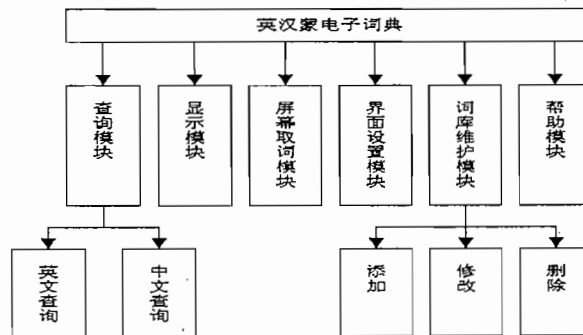 英汉蒙电子词典
查询模块
显示模块
屏幕取词模块
界面设置模块
词库维护模块
帮助模块
英文查询
中文查询
添加
修改
删除